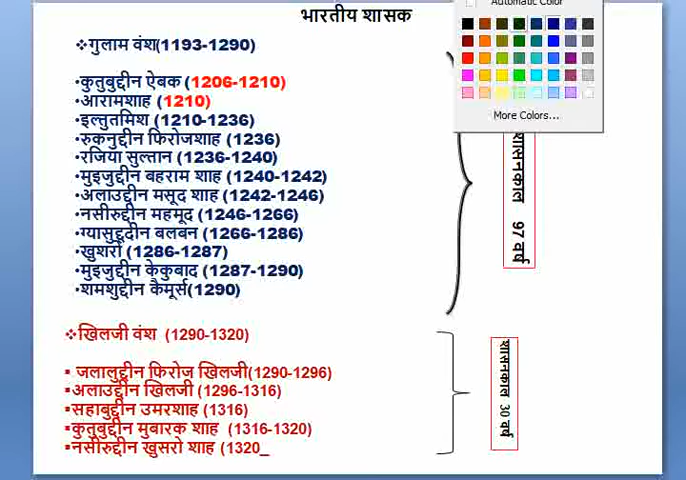 Automatic Color
More Colors...
भारतीय शासक
❖गुलाम वंश(1193-1290)
•कुतुबुद्दीन ऐबक (1206-1210)
•आरामशाह (1210)
•इल्तुतमिश (1210-1236)
•रुकनुद्दीन फिरोजशाह (1236)
•रजिया सुल्तान (1236-1240)
•मुइजुद्दीन बहराम शाह (1240-1242)
•अलाउद्दीन मसूद शाह (1242-1246)
•नसीरुद्दीन महमूद (1246-1266)
•ग्यासुद्दूदीन बलबन (1266-1286)
•खुशरों (1286-1287)
•मुइजुद्दीन केकुबाद (1287-1290)
•शमशुद्दीन कैमूर्स(1290)
शासनकाल 97 वर्ष
❖खिलजी वंश (1290-1320)
▪ जलालुद्दीन फिरोज खिलजी(1290-1296)
▪अलाउद्दीन खिलजी (1296-1316)
▪सहाबुद्दीन उमरशाह (1316)
▪कुतुबुद्दीन मुबारक शाह (1316-1320)
▪नसीरुद्दीन खुसरो शाह (1320_
शासनकाल 30 वर्ष